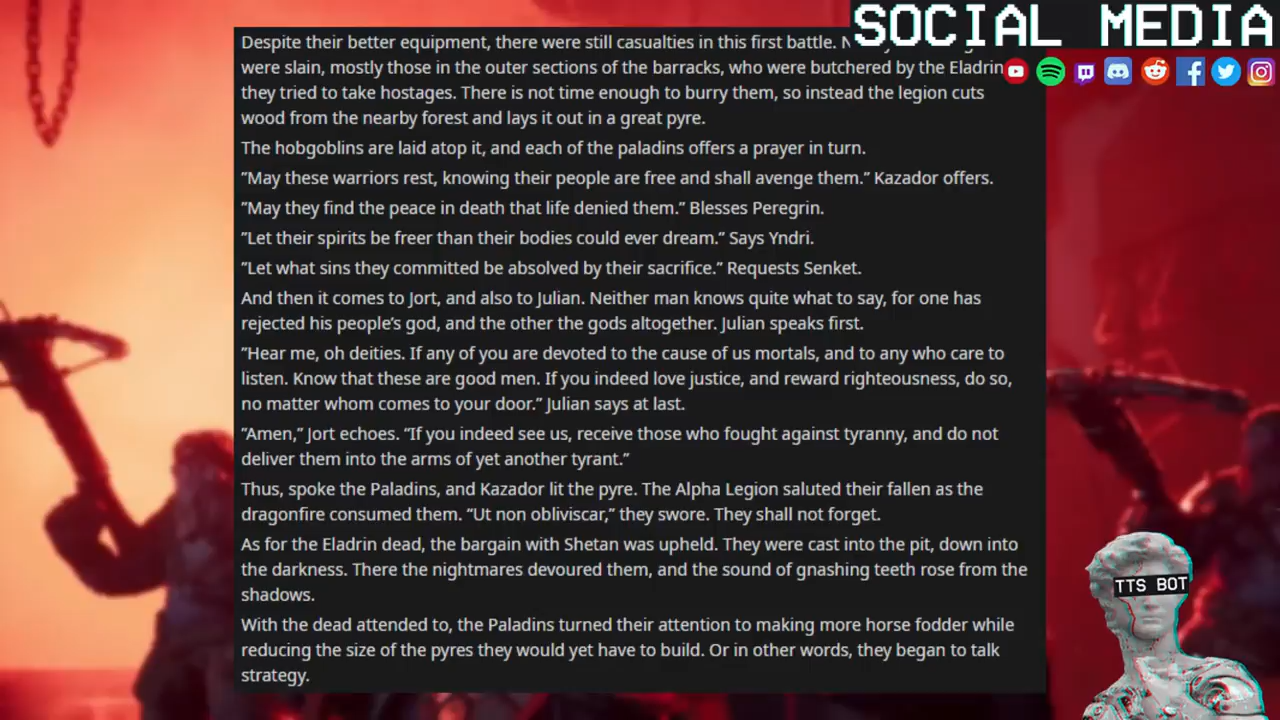 SOCIAL MEDIA
Despite their better equipment, there were still casualties in this first battle.
were slain, mostly those in the outer sections of the barracks, who were butchered by the Eladrin
they tried to take hostages. There is not time enough to burry them, so instead the legion cuts
wood from the nearby forest and lays it out in a great pyre.
The hobgoblins are laid atop it, and each of the paladins offers a prayer in turn.
”May these warriors rest, knowing their people are free and shall avenge them.” Kazador offers.
”May they find the peace in death that life denied them.” Blesses Peregrin.
”Let their spirits be freer than their bodies could ever dream.” Says Yndri.
”Let what sins they committed be absolved by their sacrifice.” Requests Senket.
And then it comes to Jort, and also to Julian. Neither man knows quite what to say, for one has
rejected his people’s god, and the other the gods altogether. Julian speaks first.
”Hear me, oh deities. If any of you are devoted to the cause of us mortals, and to any who care to
listen. Know that these are good men. If you indeed love justice, and reward righteousness, do so,
no matter whom comes to your door.” Julian says at last.
“Amen,” Jort echoes. “If you indeed see us, receive those who fought against tyranny, and do not
deliver them into the arms of yet another tyrant.”
Thus, spoke the Paladins, and Kazador lit the pyre. The Alpha Legion saluted their fallen as the
dragonfire consumed them. “Ut non obliviscar,” they swore. They shall not forget.
As for the Eladrin dead, the bargain with Shetan was upheld. They were cast into the pit, down into
the darkness. There the nightmares devoured them, and the sound of gnashing teeth rose from the
shadows.
With the dead attended to, the Paladins turned their attention to making more horse fodder while
reducing the size of the pyres they would yet have to build. Or in other words, they began to talk
strategy.
TTS BOT